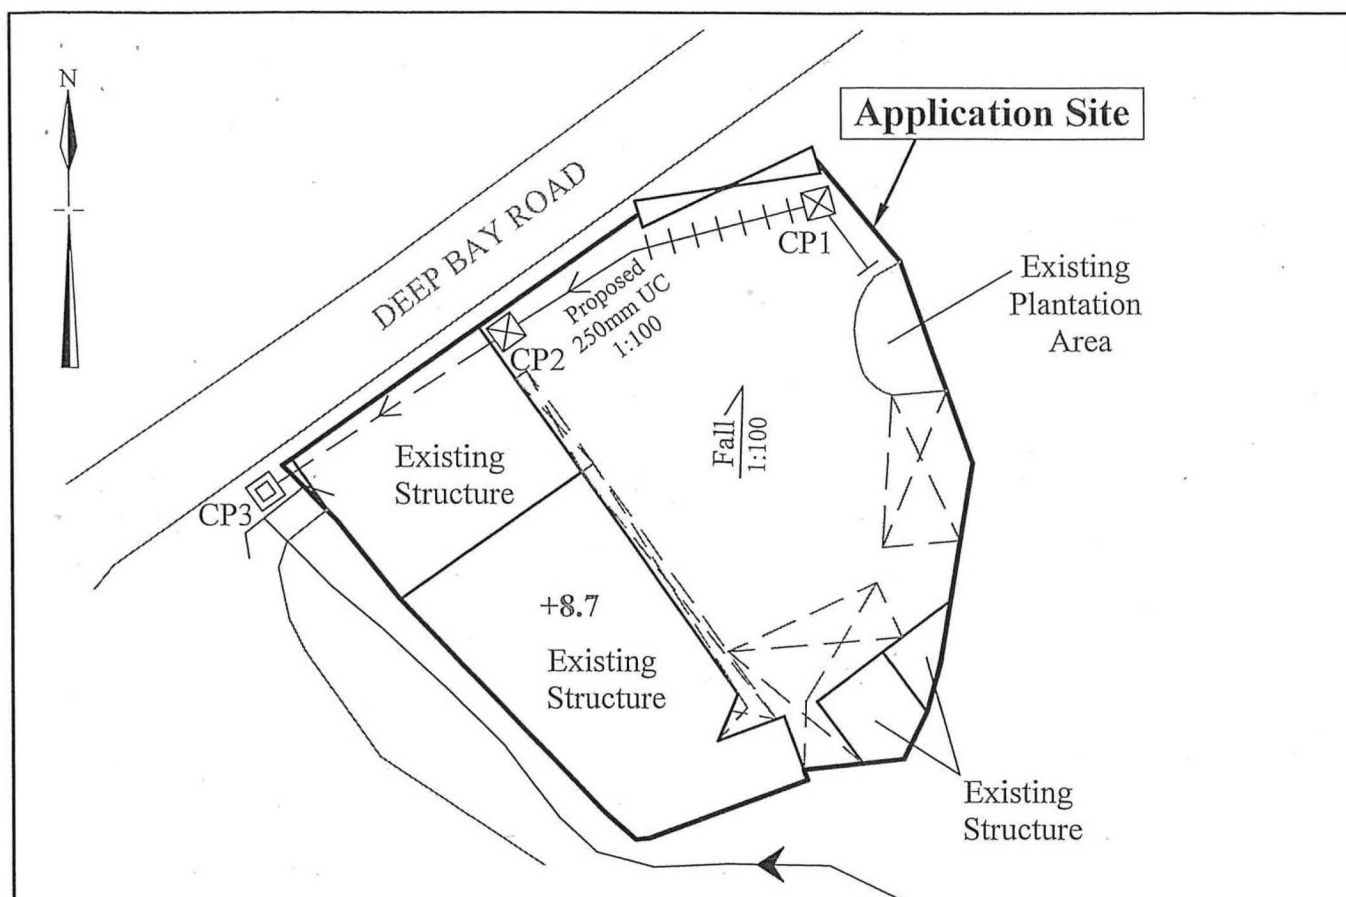 N
Application Site
DEEP BAY ROAD
CP1
Existing
Plantation
Area
Proposed
250mm UC
1:100
CP2
Fall
1:100
Existing
Structure
CP3
+8.7
Existing
Structure
Existing
Structure